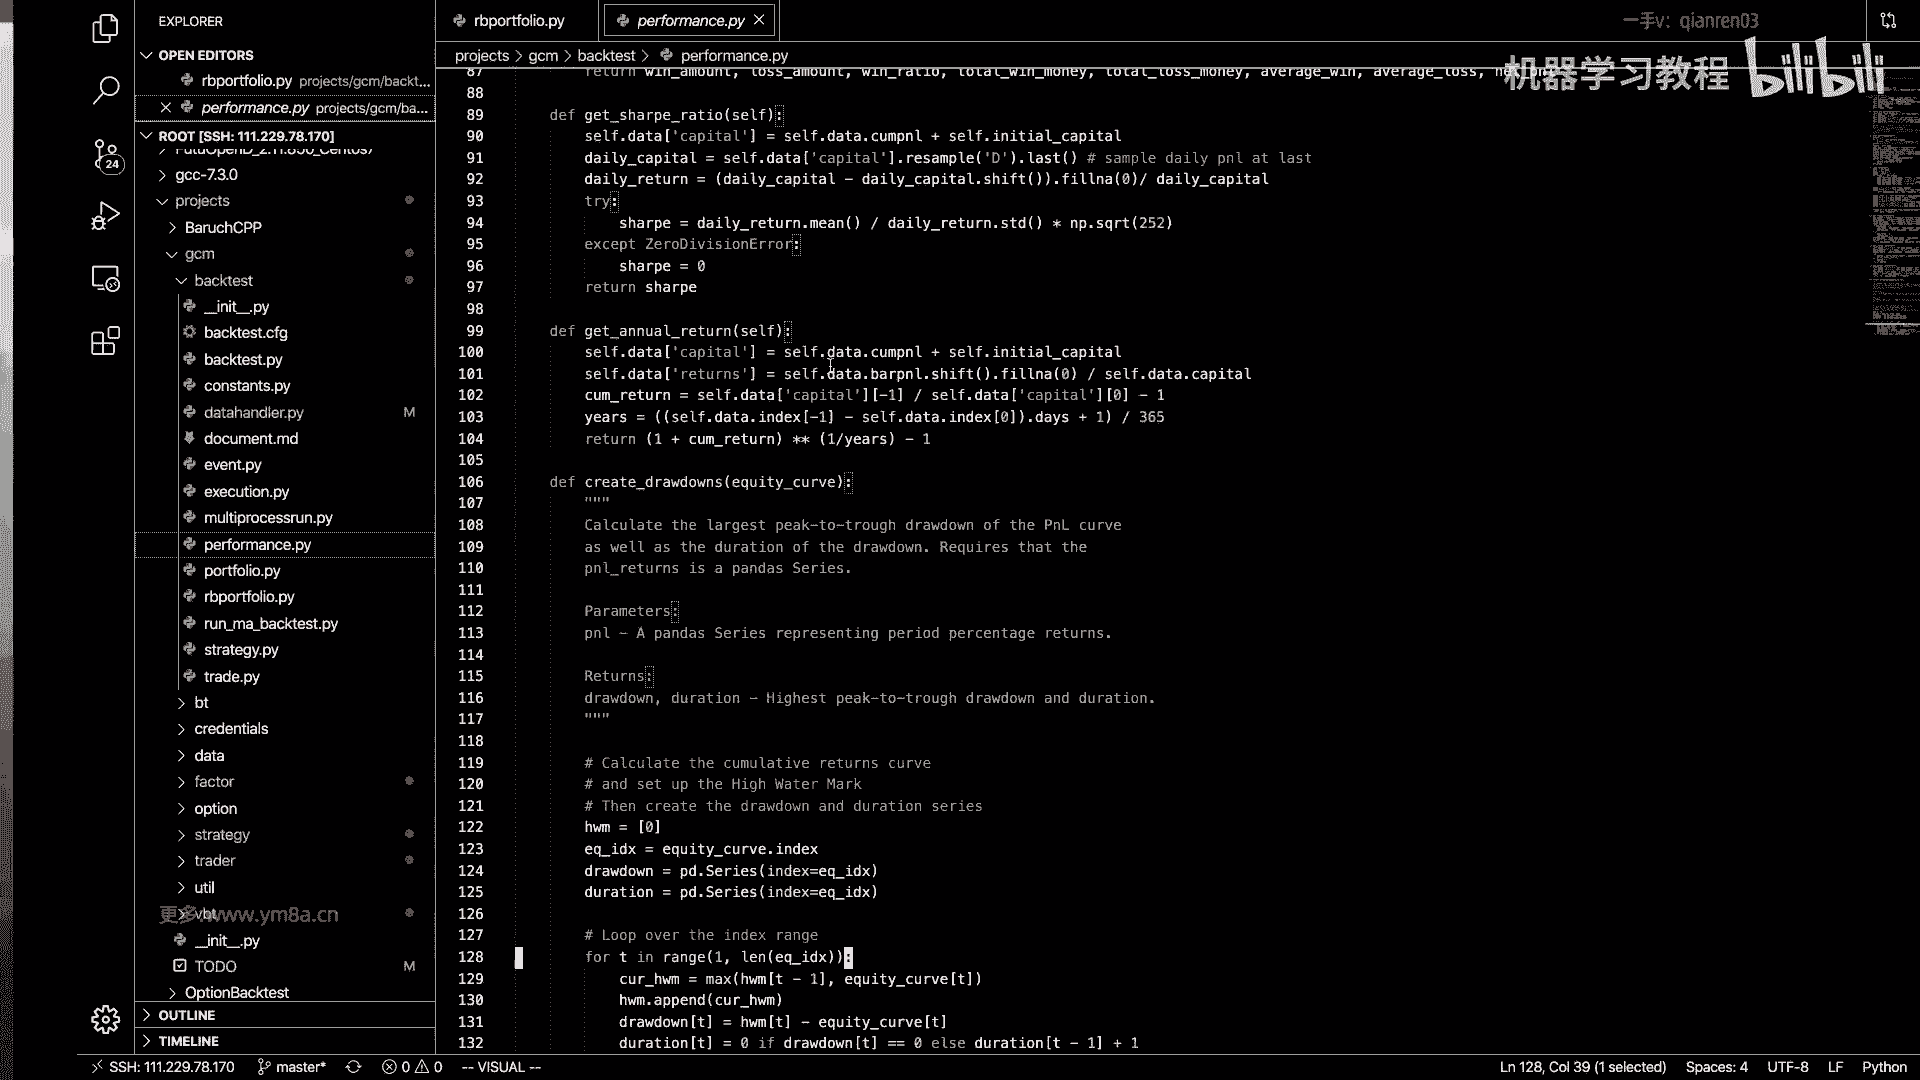 EXPLORER
OPEN EDITORS
rbportfolio.py projects/gcm/backt...
performance.py projects/gcm/ba...
ROOT [SSH: 111.229.78.170]
gcc-7.3.0
projects
BaruchCPP
gcm
backtest
__init__.py
backtest.cfg
backtest.py
constants.py
datahandler.py M
document.md
event.py
execution.py
multiprocessrun.py
performance.py
portfolio.py
rbportfolio.py
run_ma_backtest.py
strategy.py
trade.py
bt
credentials
data
factor
option
strategy
trader
util
vbt
更多:www.ym8a.cn
__init__.py
TODO M
OptionBacktest
OUTLINE
TIMELINE
24
rbportfolio.py
performance.py
一手v: qianren03
机器学习教程 bilibili
projects > gcm > backtest > performance.py
87 return win_amount, loss_amount, win_ratio, total_win_money, total_loss_money, average_win, average_loss,
88
89 def get_sharpe_ratio(self):
90 self.data['capital'] = self.data.cumpnl + self.initial_capital
91 daily_capital = self.data['capital'].resample('D').last() # sample daily pnl at last
92 daily_return = (daily_capital - daily_capital.shift()).fillna(0)/ daily_capital
93 try:
94 sharpe = daily_return.mean() / daily_return.std() * np.sqrt(252)
95 except ZeroDivisionError:
96 sharpe = 0
97 return sharpe
98
99 def get_annual_return(self):
100 self.data['capital'] = self.data.cumpnl + self.initial_capital
101 self.data['returns'] = self.data.barpnl.shift().fillna(0) / self.data.capital
102 cum_return = self.data['capital'][-1] / self.data['capital'][0] - 1
103 years = ((self.data.index[-1] - self.data.index[0]).days + 1) / 365
104 return (1 + cum_return) ** (1/years) - 1
105
106 def create_drawdowns(equity_curve):
107 """
108 Calculate the largest peak-to-trough drawdown of the PnL curve
109 as well as the duration of the drawdown. Requires that the
110 pnl_returns is a pandas Series.
111
112 Parameters:
113 pnl - A pandas Series representing period percentage returns.
114
115 Returns:
116 drawdown, duration - Highest peak-to-trough drawdown and duration.
117 """
118
119 # Calculate the cumulative returns curve
120 # and set up the High Water Mark
121 # Then create the drawdown and duration series
122 hwm = [0]
123 eq_idx = equity_curve.index
124 drawdown = pd.Series(index=eq_idx)
125 duration = pd.Series(index=eq_idx)
126
127 # Loop over the index range
128 for t in range(1, len(eq_idx)):
129 cur_hwm = max(hwm[t - 1], equity_curve[t])
130 hwm.append(cur_hwm)
131 drawdown[t] = hwm[t] - equity_curve[t]
132 duration[t] = 0 if drawdown[t] == 0 else duration[t - 1] + 1
SSH: 111.229.78.170 master* 0 0 -- VISUAL -- Ln 128, Col 39 (1 selected) Spaces: 4 UTF-8 LF Python